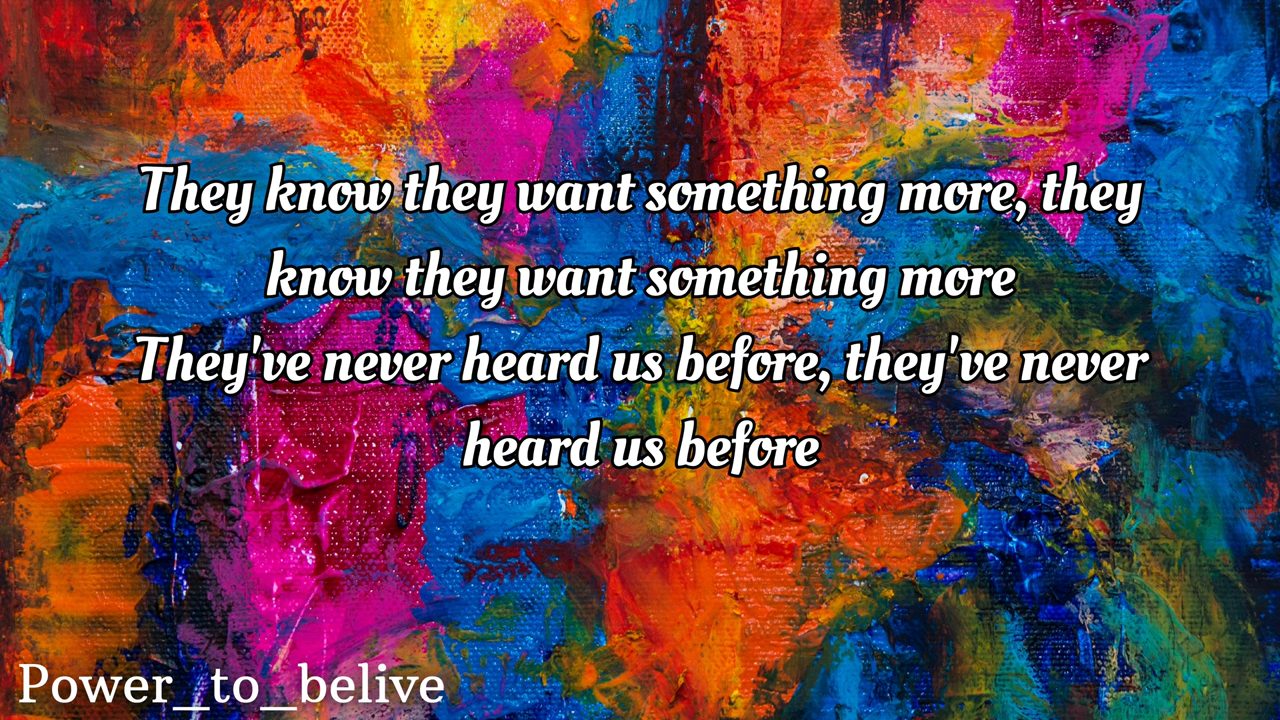 They know they want something more, they
know they want something more
They've never heard us before, they've never
heard us before
Power_to_belive